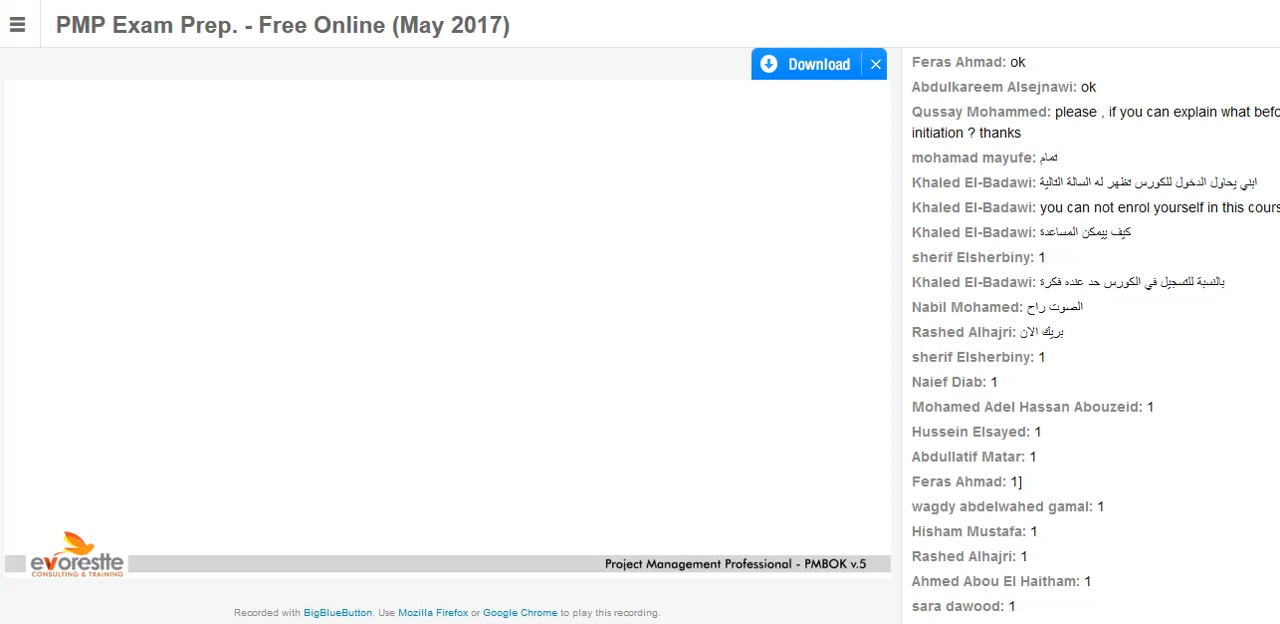 PMP Exam Prep. - Free Online (May 2017)
Download
Feras Ahmad: ok
Abdulkareem Alsejnawi: ok
Qussay Mohammed: please , if you can explain what befo
initiation ? thanks
mohamad mayufe: تمام
Khaled El-Badawi: ابني يحاول الدخول للكورس تظهر له السالة التالية
Khaled El-Badawi: you can not enrol yourself in this cours
Khaled El-Badawi: كيف ييمكن المساعدة
sherif Elsherbiny: 1
Khaled El-Badawi: بالنسبة للتسجيل في الكورس حد عنده فكرة
Nabil Mohamed: الصوت راح
Rashed Alhajri: بريك الان
sherif Elsherbiny: 1
Naief Diab: 1
Mohamed Adel Hassan Abouzeid: 1
Hussein Elsayed: 1
Abdullatif Matar: 1
Feras Ahmad: 1]
wagdy abdelwahed gamal: 1
Hisham Mustafa: 1
Rashed Alhajri: 1
Ahmed Abou El Haitham: 1
sara dawood: 1
evorestte
CONSULTING & TRAINING
Project Management Professional - PMBOK v.5
Recorded with BigBlueButton. Use Mozilla Firefox or Google Chrome to play this recording.